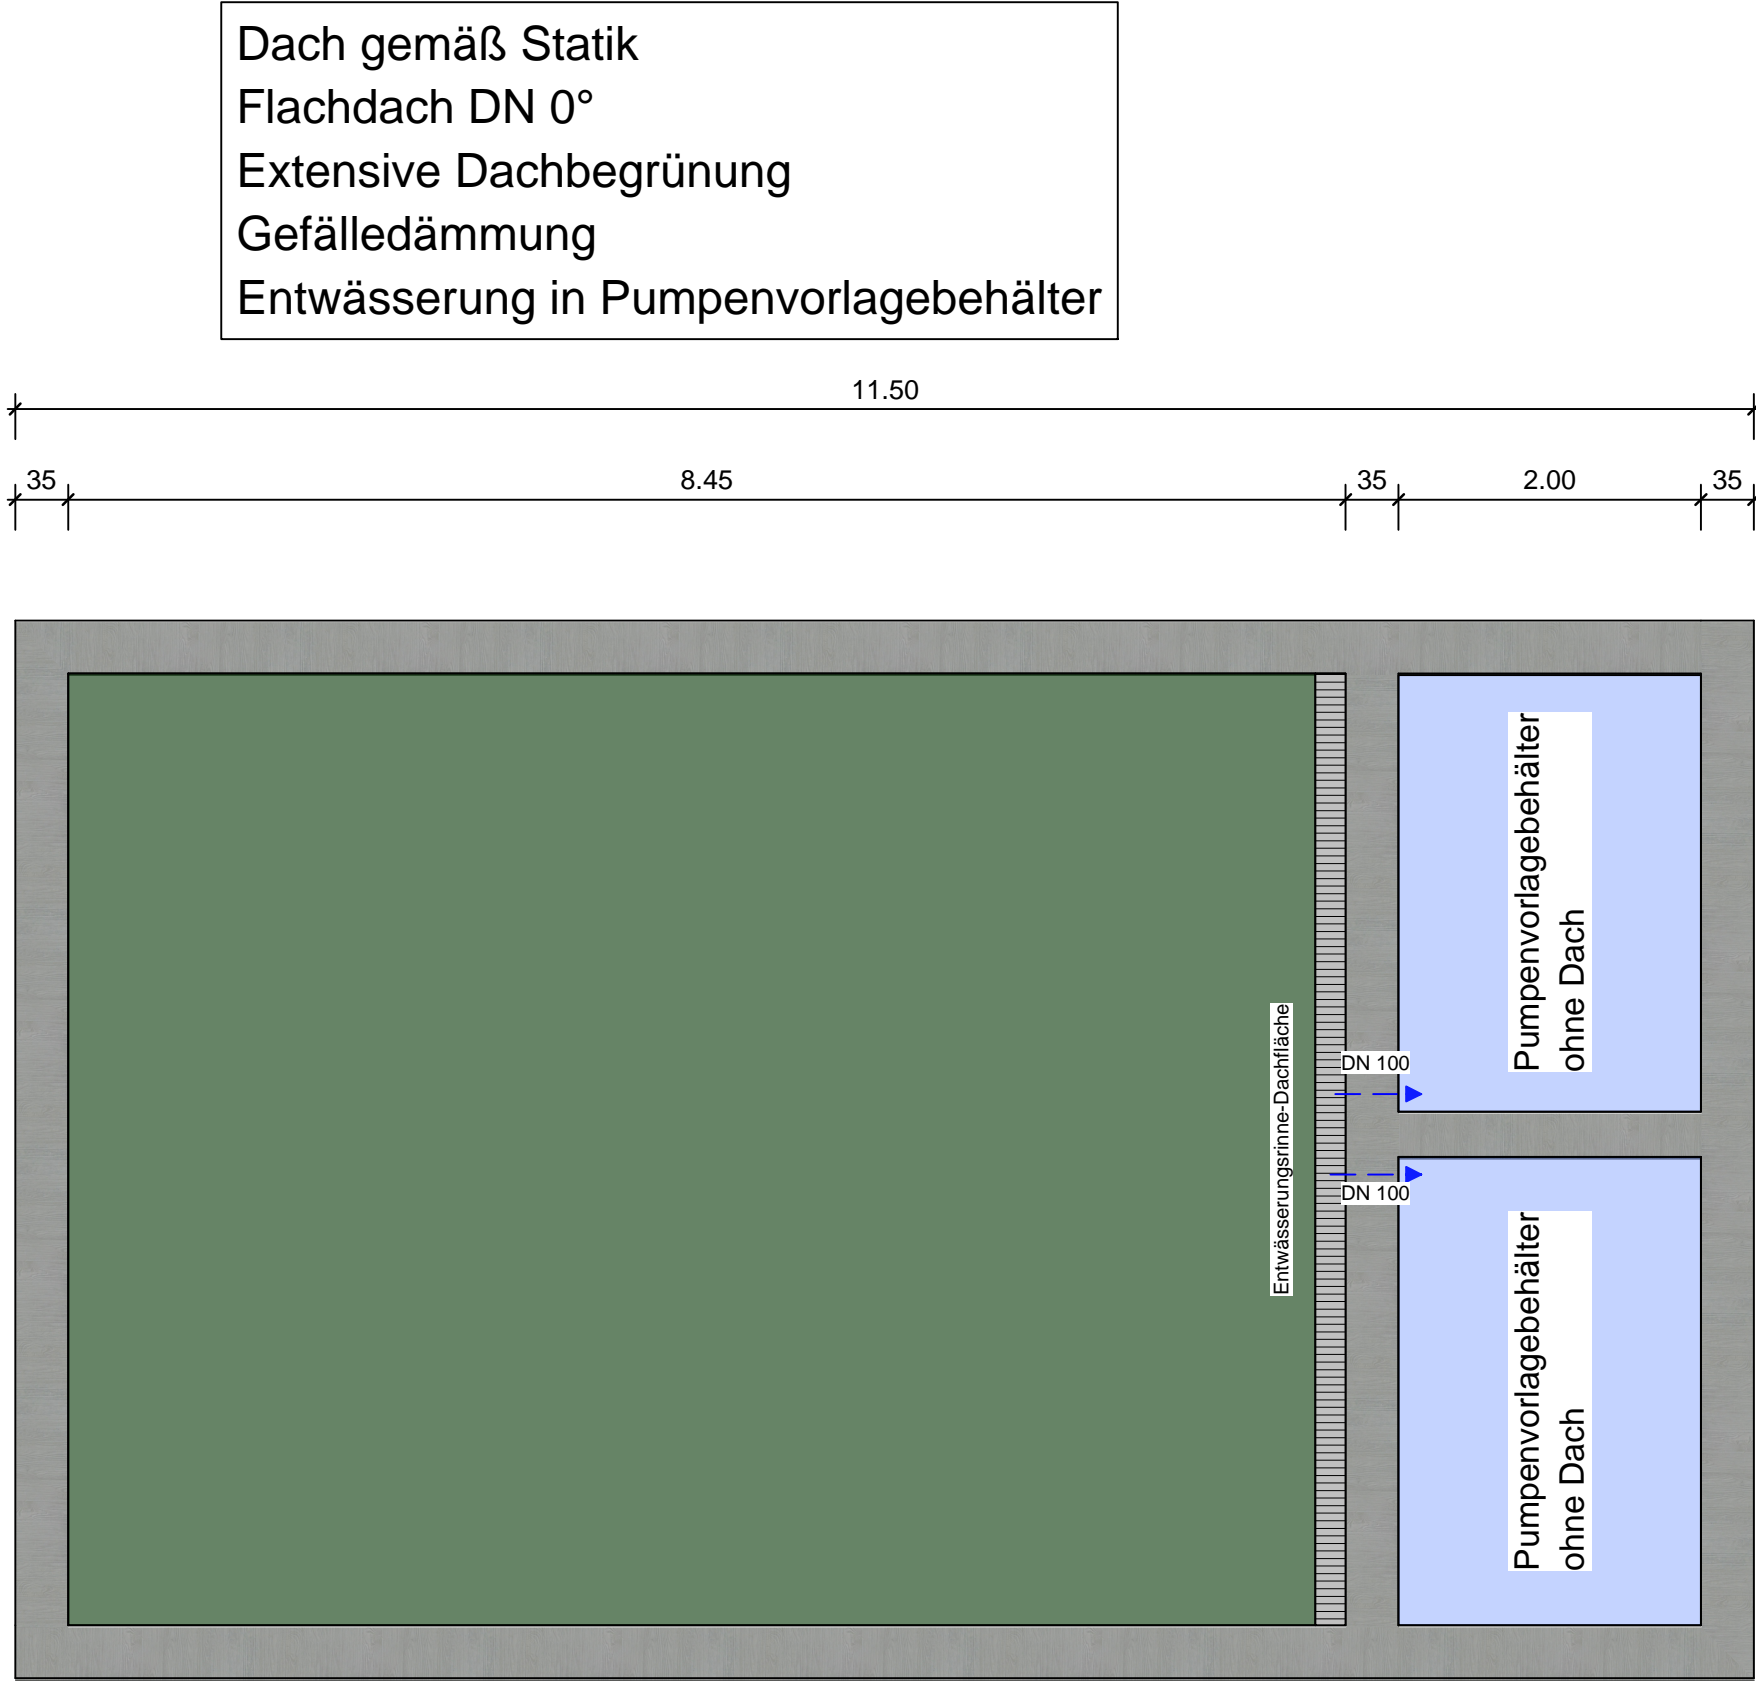 Dach gemäß Statik
Flachdach DN 0°
Extensive Dachbegrünung
Gefälledämmung
Entwässerung in Pumpenvorlagebehälter
11.50
35
8.45
35
2.00
35
Pumpenvorlagebehälter
ohne Dach
Entwässerungsrinne-Dachfläche
DN 100
DN 100
Pumpenvorlagebehälter
ohne Dach